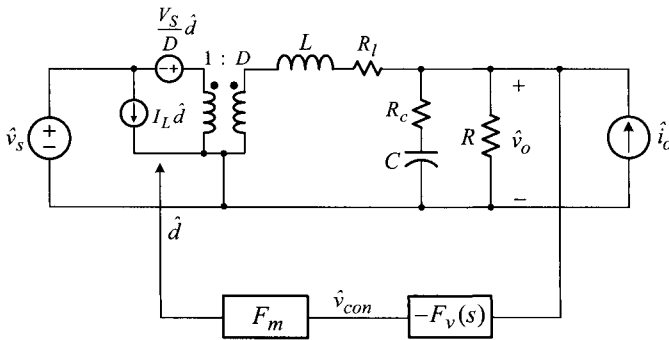 V_S/D d̂
1 : D
L
R_l
I_L d̂
v̂_s
R_c
C
R
+
v̂_o
−
î_o
d̂
F_m
v̂_con
−F_v(s)